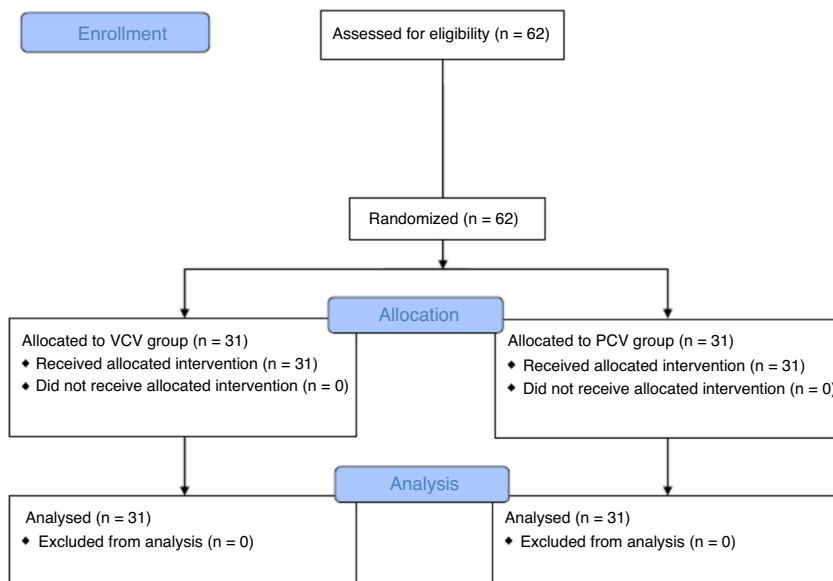 Enrollment
Assessed for eligibility (n = 62)
Randomized (n = 62)
Allocation
Allocated to VCV group (n = 31)
♦ Received allocated intervention (n = 31)
♦ Did not receive allocated intervention (n = 0)
Allocated to PCV group (n = 31)
♦ Received allocated intervention (n = 31)
♦ Did not receive allocated intervention (n = 0)
Analysis
Analysed (n = 31)
♦ Excluded from analysis (n = 0)
Analysed (n = 31)
♦ Excluded from analysis (n = 0)